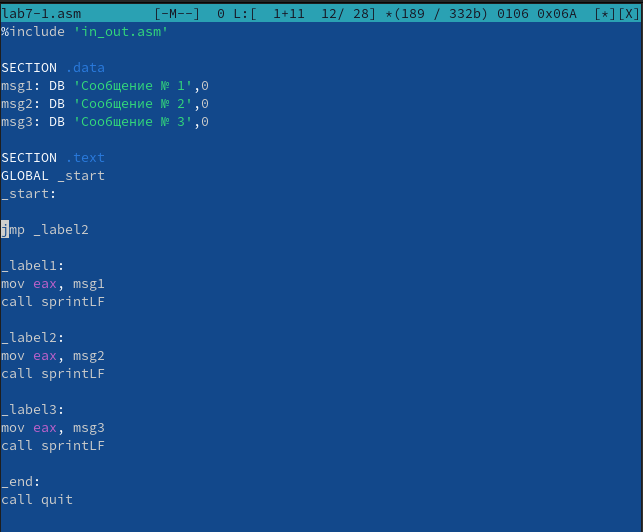 lab7-1.asm [-M--] 0 L:[ 1+11 12/ 28] *(189 / 332b) 0106 0x06A [*][X]
%include 'in_out.asm'
SECTION .data
msg1: DB 'Сообщение № 1',0
msg2: DB 'Сообщение № 2',0
msg3: DB 'Сообщение № 3',0
SECTION .text
GLOBAL _start
_start:
jmp _label2
_label1:
mov eax, msg1
call sprintLF
_label2:
mov eax, msg2
call sprintLF
_label3:
mov eax, msg3
call sprintLF
_end:
call quit